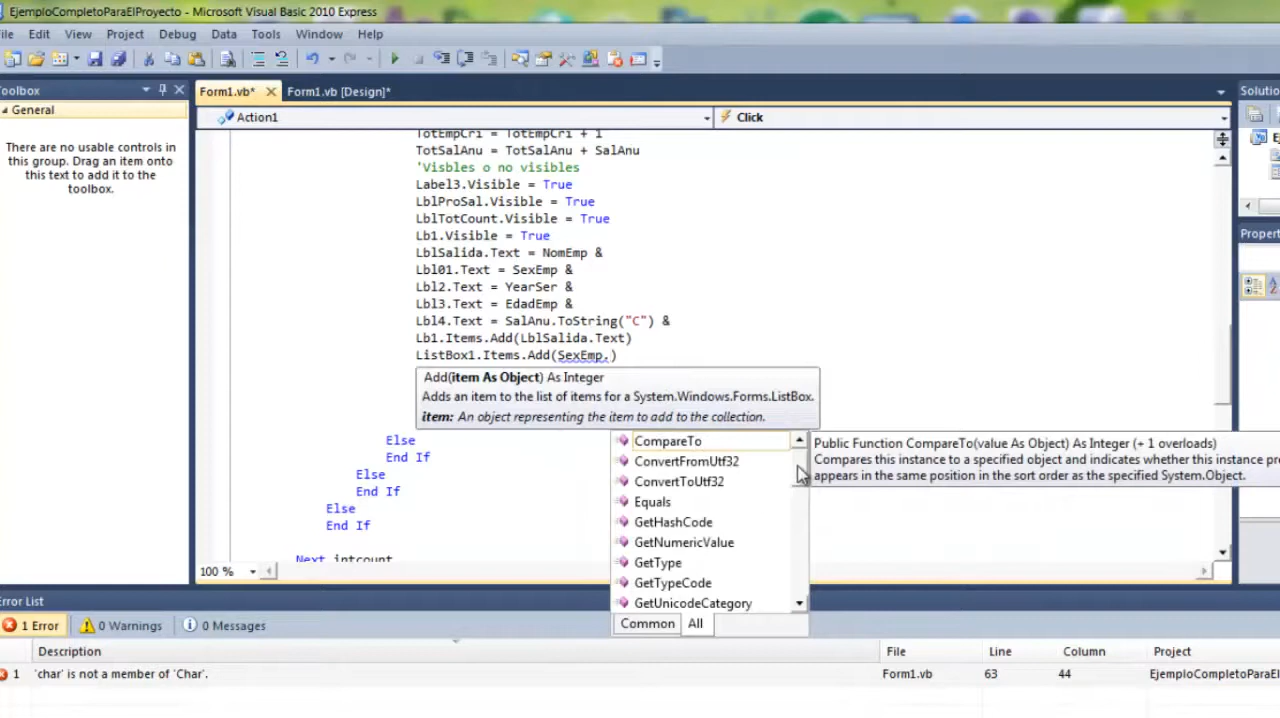 EjemploCompletoParaElProyecto - Microsoft Visual Basic 2010 Express
File Edit View Project Debug Data Tools Window Help
Toolbox
General
There are no usable controls in
this group. Drag an item onto
this text to add it to the
toolbox.
Form1.vb* Form1.vb [Design]*
Action1 Click
TotEmpCri = TotEmpCri + 1
TotSalAnu = TotSalAnu + SalAnu
'Visbles o no visibles
Label3.Visible = True
LblProSal.Visible = True
LblTotCount.Visible = True
Lb1.Visible = True
LblSalida.Text = NomEmp &
Lbl01.Text = SexEmp &
Lbl2.Text = YearSer &
Lbl3.Text = EdadEmp &
Lbl4.Text = SalAnu.ToString("C") &
Lb1.Items.Add(LblSalida.Text)
ListBox1.Items.Add(SexEmp.)
Add(item As Object) As Integer
Adds an item to the list of items for a System.Windows.Forms.ListBox.
item: An object representing the item to add to the collection.
CompareTo
ConvertFromUtf32
ConvertToUtf32
Equals
GetHashCode
GetNumericValue
GetType
GetTypeCode
GetUnicodeCategory
Common All
Public Function CompareTo(value As Object) As Integer (+ 1 overloads)
Compares this instance to a specified object and indicates whether this instance pre
appears in the same position in the sort order as the specified System.Object.
Else
End If
Else
End If
Else
End If
Next intcount
100 %
Solutio
Ej
Propert
Error List
1 Error 0 Warnings 0 Messages
Description File Line Column Project
1 'char' is not a member of 'Char'. Form1.vb 63 44 EjemploCompletoParaEl